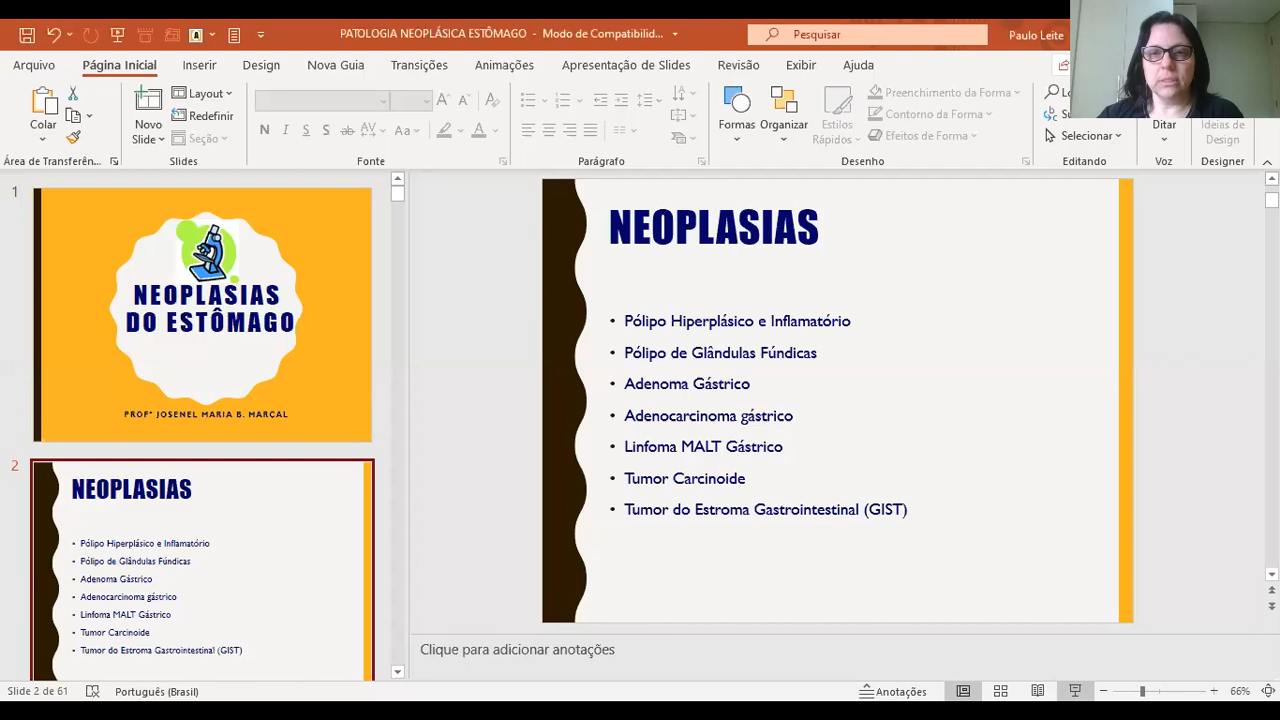 PATOLOGIA NEOPLÁSICA ESTÔMAGO - Modo de Compatibilid...
Pesquisar
Paulo Leite
Arquivo
Página Inicial
Inserir
Design
Nova Guia
Transições
Animações
Apresentação de Slides
Revisão
Exibir
Ajuda
Colar
Novo
Slide
Layout
Redefinir
Seção
Formas
Organizar
Estilos
Rápidos
Preenchimento da Forma
Contorno da Forma
Efeitos de Forma
Selecionar
Ditar
Ideias de
Design
Área de Transferên...
Slides
Fonte
Parágrafo
Desenho
Editando
Voz
Designer
1
NEOPLASIAS
DO ESTÔMAGO
PROFª JOSENEL MARIA B. MARÇAL
2
NEOPLASIAS
• Pólipo Hiperplásico e Inflamatório
• Pólipo de Glândulas Fúndicas
• Adenoma Gástrico
• Adenocarcinoma gástrico
• Linfoma MALT Gástrico
• Tumor Carcinoide
• Tumor do Estroma Gastrointestinal (GIST)
NEOPLASIAS
• Pólipo Hiperplásico e Inflamatório
• Pólipo de Glândulas Fúndicas
• Adenoma Gástrico
• Adenocarcinoma gástrico
• Linfoma MALT Gástrico
• Tumor Carcinoide
• Tumor do Estroma Gastrointestinal (GIST)
Clique para adicionar anotações
Slide 2 de 61
Português (Brasil)
Anotações
66%